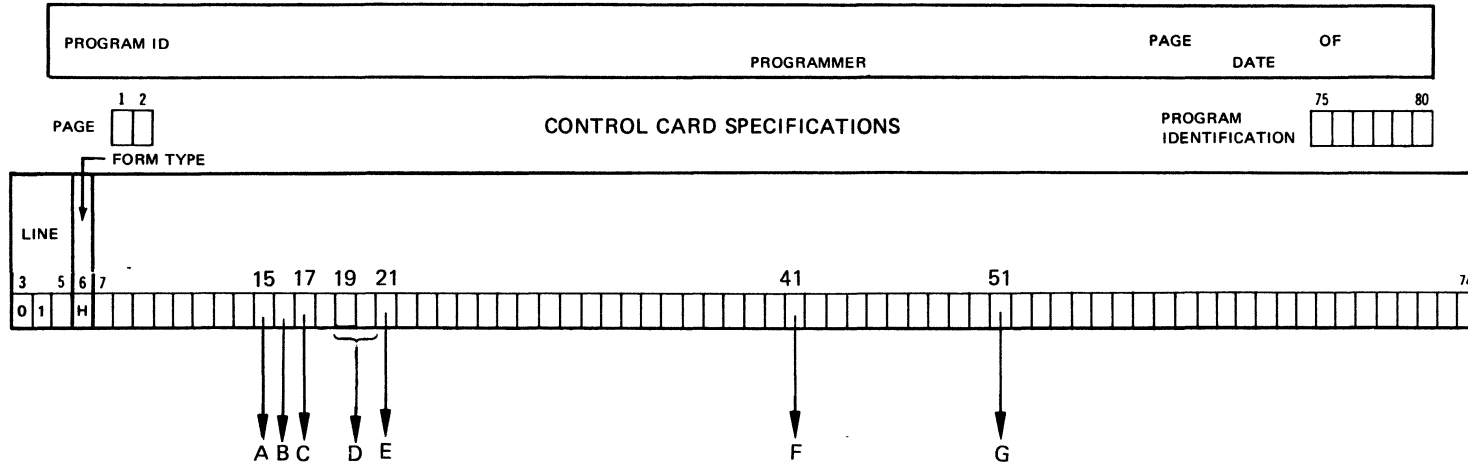 PROGRAM ID
PROGRAMMER
PAGE OF
DATE
PAGE
1 2
CONTROL CARD SPECIFICATIONS
PROGRAM
IDENTIFICATION
75 80
FORM TYPE
LINE
3 5 6 7 15 17 19 21 41 51
0 1 H
A B C D E F G